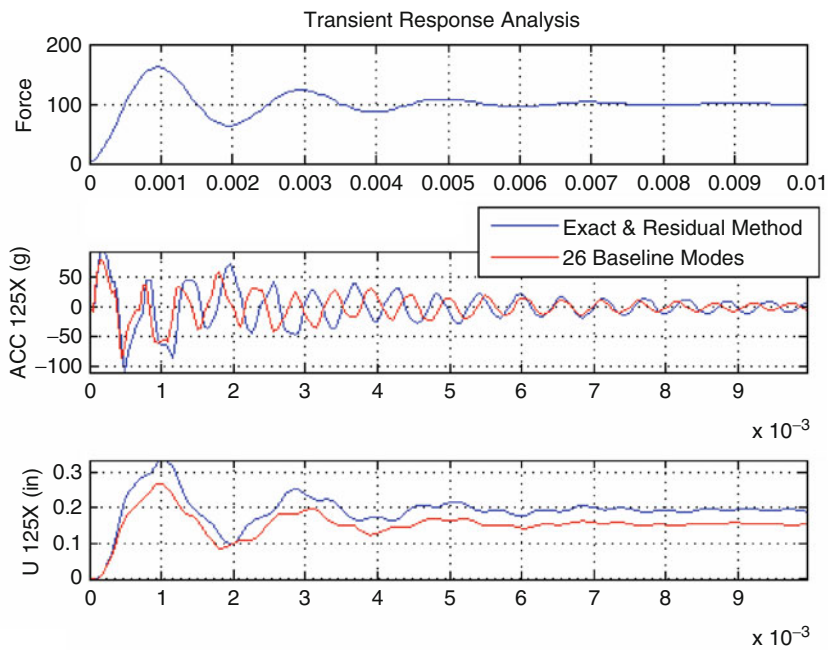 Transient Response Analysis
Force
200
100
0
0 0.001 0.002 0.003 0.004 0.005 0.006 0.007 0.008 0.009 0.01
Exact & Residual Method
26 Baseline Modes
ACC 125X (g)
50
0
−50
−100
0 1 2 3 4 5 6 7 8 9
x 10⁻³
U 125X (in)
0.3
0.2
0.1
0
0 1 2 3 4 5 6 7 8 9
x 10⁻³